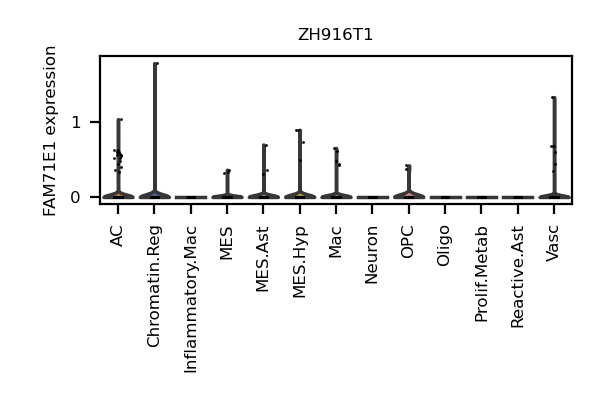 ZH916T1
FAM71E1 expression
1
0
AC
Chromatin.Reg
Inflammatory.Mac
MES
MES.Ast
MES.Hyp
Mac
Neuron
OPC
Oligo
Prolif.Metab
Reactive.Ast
Vasc